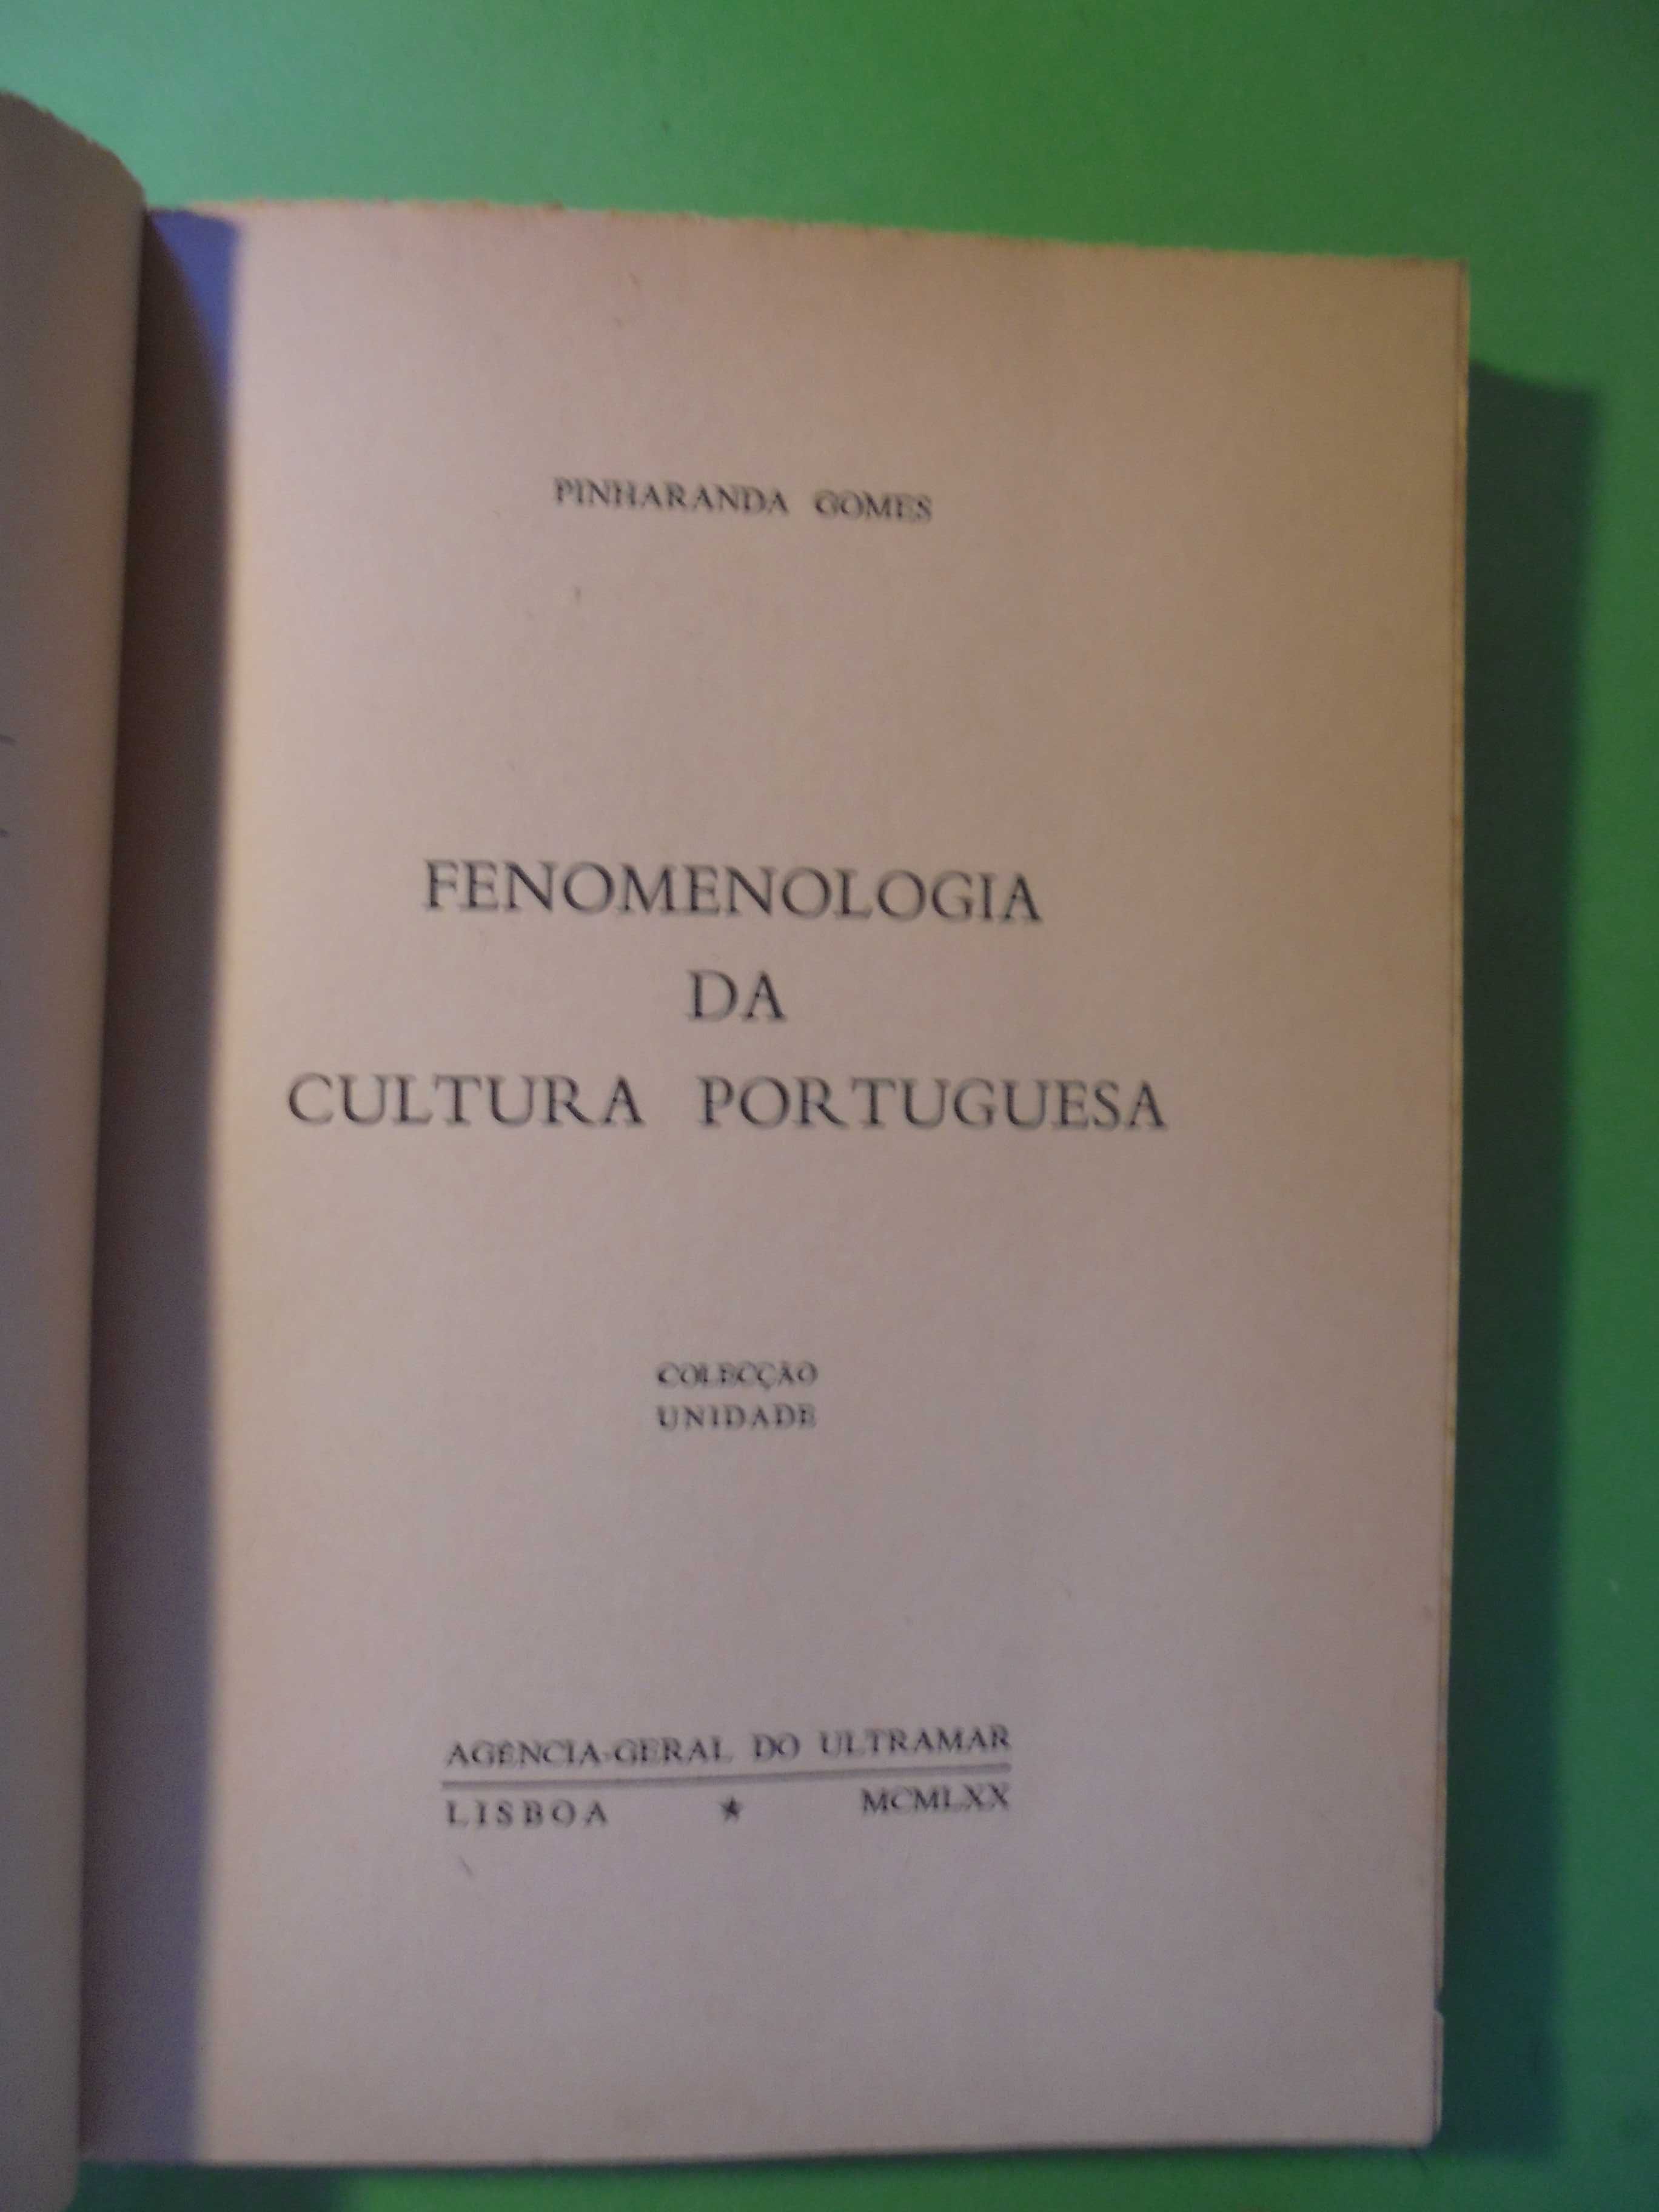 PINHARANDA GOMES
FENOMENOLOGIA
DA
CULTURA PORTUGUESA
COLECÇÃO
UNIDADE
AGÊNCIA-GERAL DO ULTRAMAR
LISBOA ★ MCMLXX